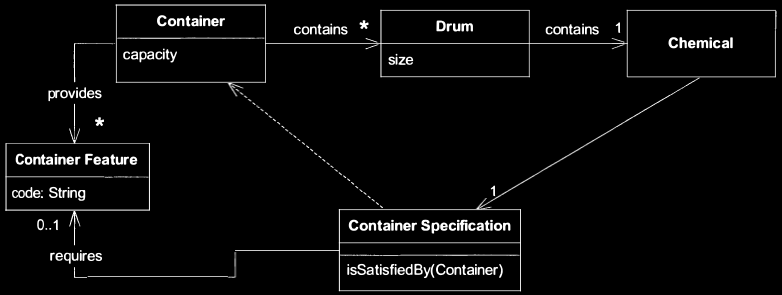 Container
capacity
contains
*
Drum
size
contains
1
Chemical
provides
*
Container Feature
code: String
0..1
requires
1
Container Specification
isSatisfiedBy(Container)